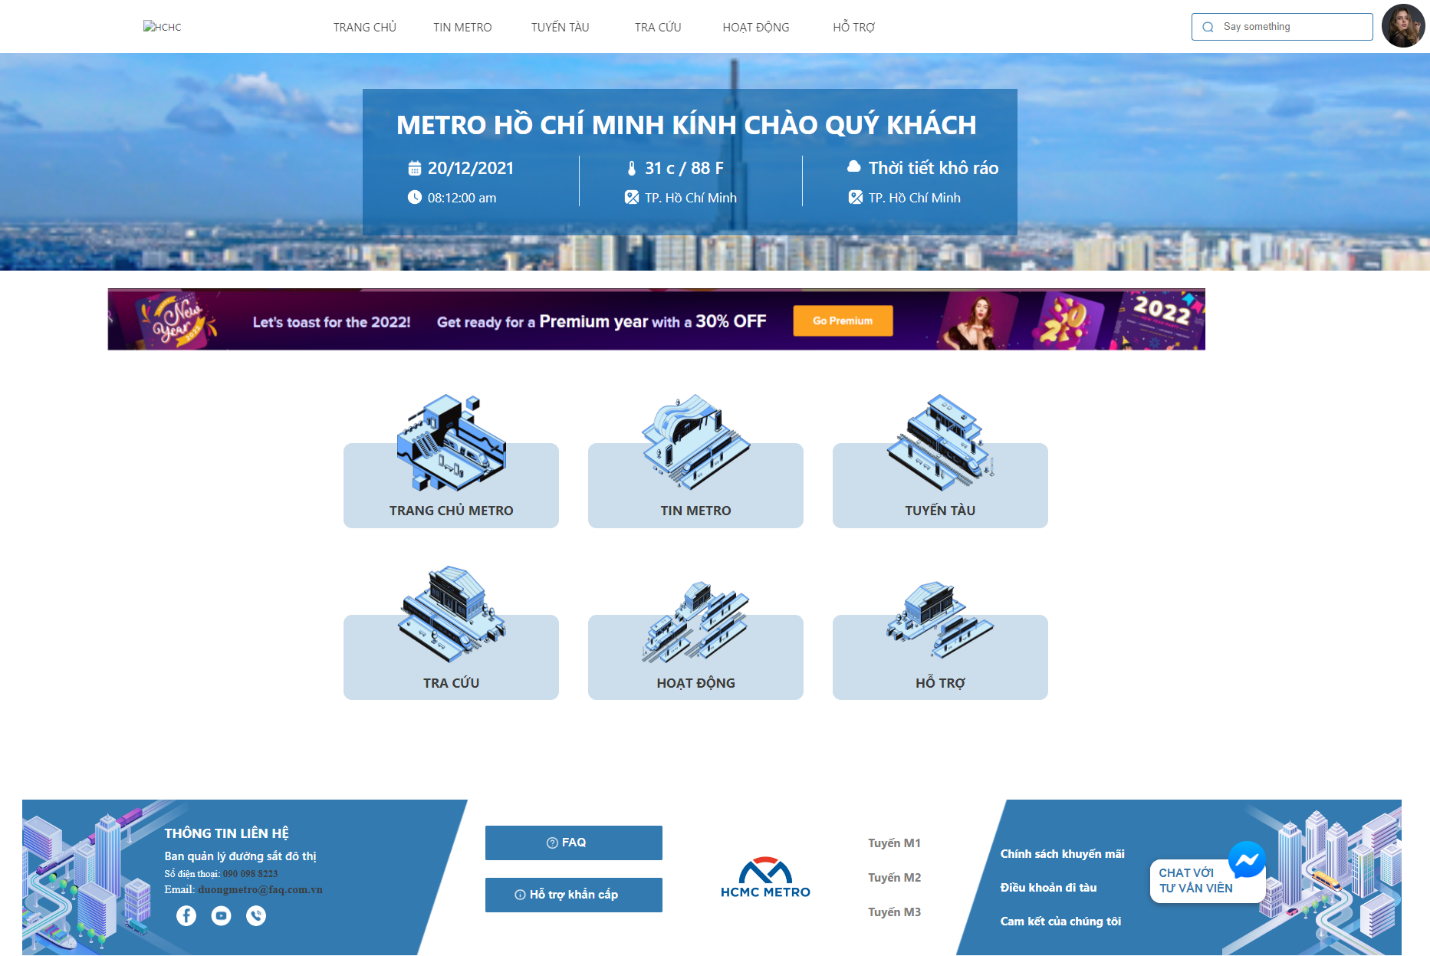 HCHC
TRANG CHỦ
TIN METRO
TUYẾN TÀU
TRA CỨU
HOẠT ĐỘNG
HỖ TRỢ
Say something
METRO HỒ CHÍ MINH KÍNH CHÀO QUÝ KHÁCH
20/12/2021
31 c / 88 F
Thời tiết khô ráo
08:12:00 am
TP. Hồ Chí Minh
TP. Hồ Chí Minh
New Year
Let's toast for the 2022!
Get ready for a Premium year with a 30% OFF
Go Premium
2022
TRANG CHỦ METRO
TIN METRO
TUYẾN TÀU
TRA CỨU
HOẠT ĐỘNG
HỖ TRỢ
THÔNG TIN LIÊN HỆ
Ban quản lý đường sắt đô thị
Số điện thoại: 090 098 8223
Email: duongmetro@faq.com.vn
FAQ
Hỗ trợ khẩn cấp
HCMC METRO
Tuyến M1
Tuyến M2
Tuyến M3
Chính sách khuyến mãi
Điều khoản đi tàu
Cam kết của chúng tôi
CHAT VỚI
TƯ VẤN VIÊN